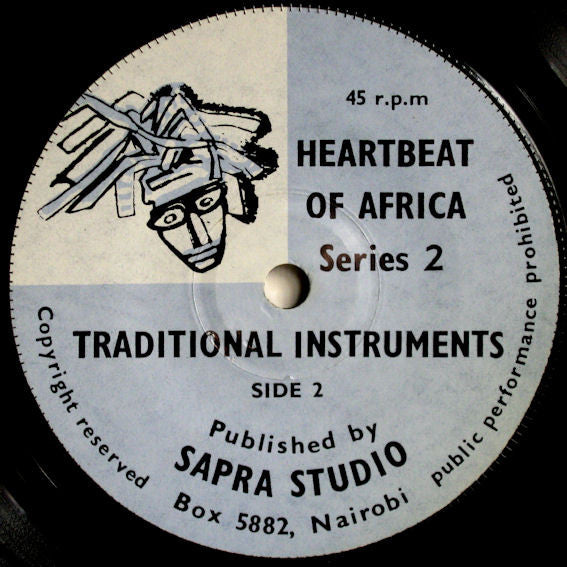 45 r.p.m
HEARTBEAT
OF AFRICA
Series 2
TRADITIONAL INSTRUMENTS
SIDE 2
Published by
SAPRA STUDIO
Box 5882, Nairobi
Copyright reserved
public performance prohibited